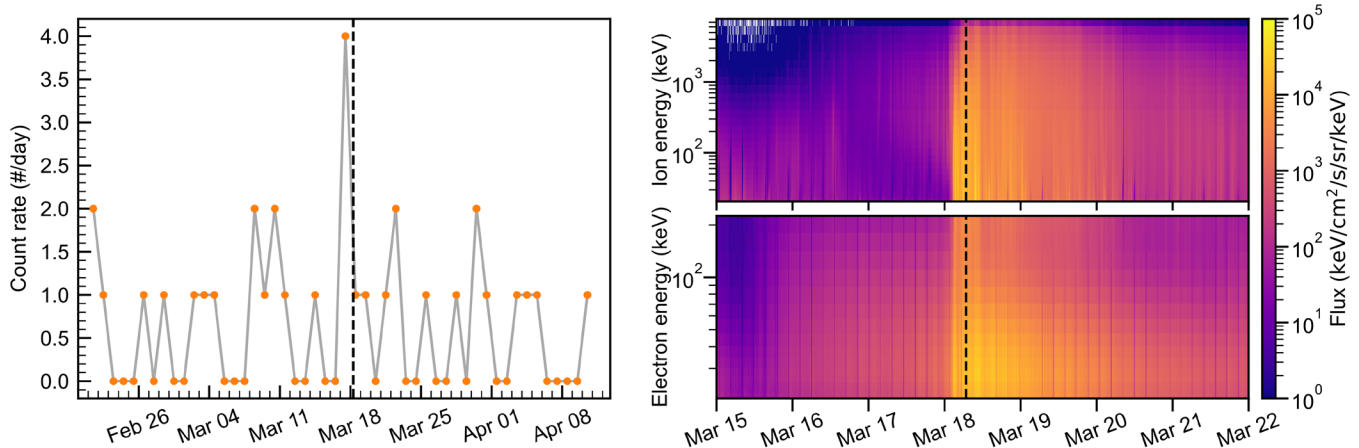 Count rate (#/day)
4.0
3.5
3.0
2.5
2.0
1.5
1.0
0.5
0.0
Feb 26
Mar 04
Mar 11
Mar 18
Mar 25
Apr 01
Apr 08
Ion energy (keV)
10³
10²
Electron energy (keV)
10²
Mar 15
Mar 16
Mar 17
Mar 18
Mar 19
Mar 20
Mar 21
Mar 22
10⁵
10⁴
10³
10²
10¹
10⁰
Flux (keV/cm²/s/sr/keV)